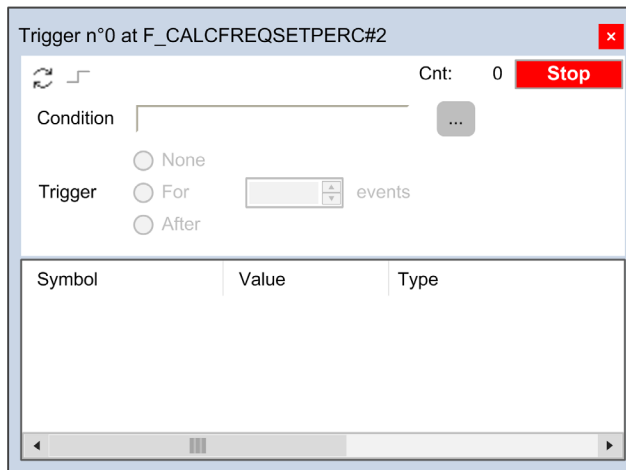 Trigger n°0 at F_CALCFREQSETPERC#2
Cnt: 0 Stop
Condition ...
None
Trigger For events
After
Symbol Value Type